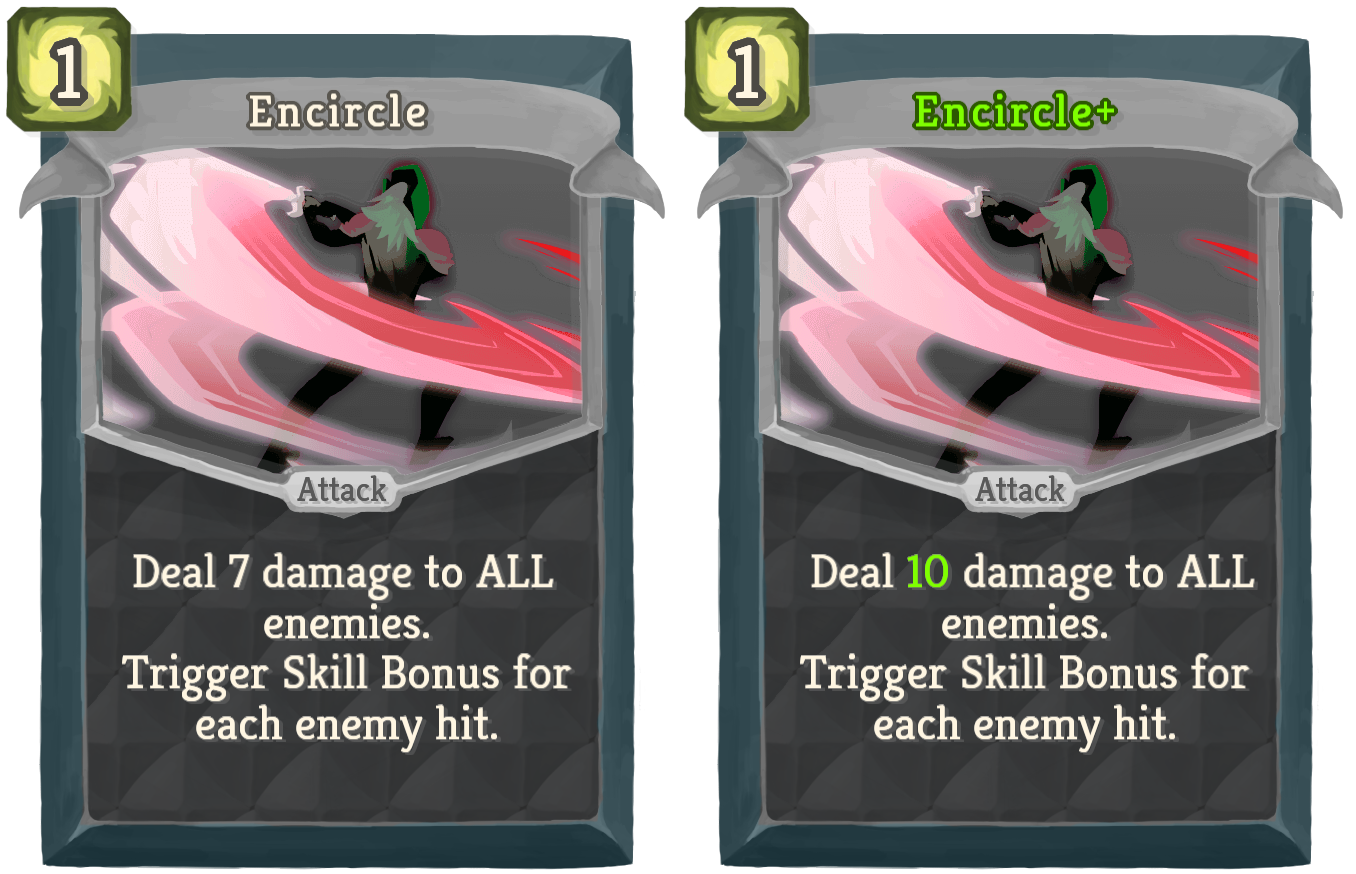 1
Encircle
Attack
Deal 7 damage to ALL
enemies.
Trigger Skill Bonus for
each enemy hit.
1
Encircle+
Attack
Deal 10 damage to ALL
enemies.
Trigger Skill Bonus for
each enemy hit.